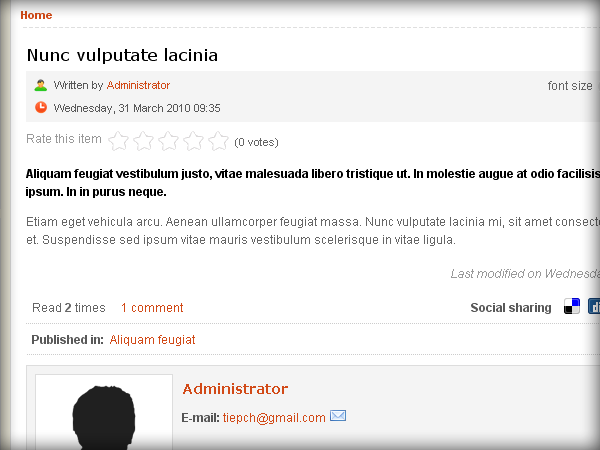 Home
Nunc vulputate lacinia
Written by Administrator
font size
Wednesday, 31 March 2010 09:35
Rate this item (0 votes)
Aliquam feugiat vestibulum justo, vitae malesuada libero tristique ut. In molestie augue at odio facilisis
ipsum. In in purus neque.
Etiam eget vehicula arcu. Aenean ullamcorper feugiat massa. Nunc vulputate lacinia mi, sit amet
et. Suspendisse sed ipsum vitae mauris vestibulum scelerisque in vitae ligula.
Last modified on
Read 2 times 1 comment Social sharing
Published in: Aliquam feugiat
Administrator
E-mail: tiepch@gmail.com